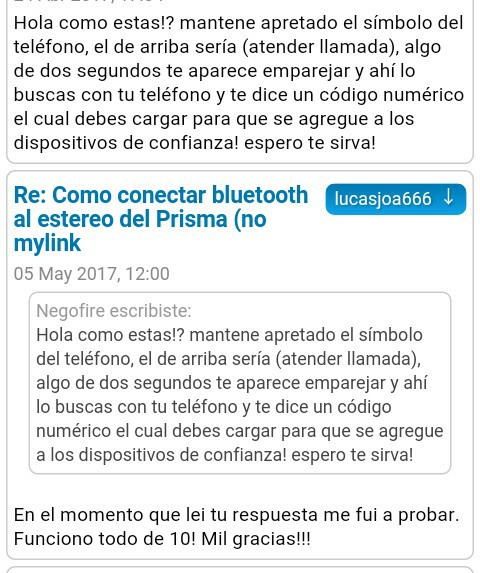 Hola como estas!? mantene apretado el símbolo del
teléfono, el de arriba sería (atender llamada), algo
de dos segundos te aparece emparejar y ahí lo
buscas con tu teléfono y te dice un código numérico
el cual debes cargar para que se agregue a los
dispositivos de confianza! espero te sirva!
Re: Como conectar bluetooth
al estereo del Prisma (no
mylink
lucasjoa666 ↓
05 May 2017, 12:00
Negofire escribiste:
Hola como estas!? mantene apretado el símbolo
del teléfono, el de arriba sería (atender llamada),
algo de dos segundos te aparece emparejar y ahí
lo buscas con tu teléfono y te dice un código
numérico el cual debes cargar para que se agregue
a los dispositivos de confianza! espero te sirva!
En el momento que lei tu respuesta me fui a probar.
Funciono todo de 10! Mil gracias!!!